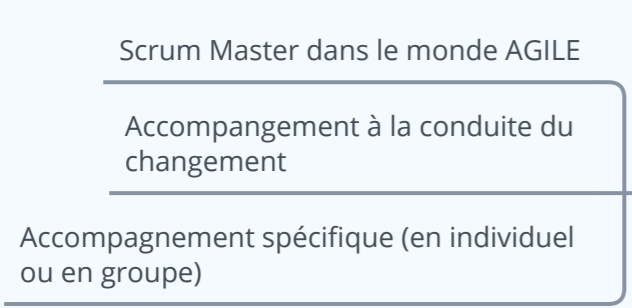 Scrum Master dans le monde AGILE
Accompangement à la conduite du
changement
Accompagnement spécifique (en individuel
ou en groupe)